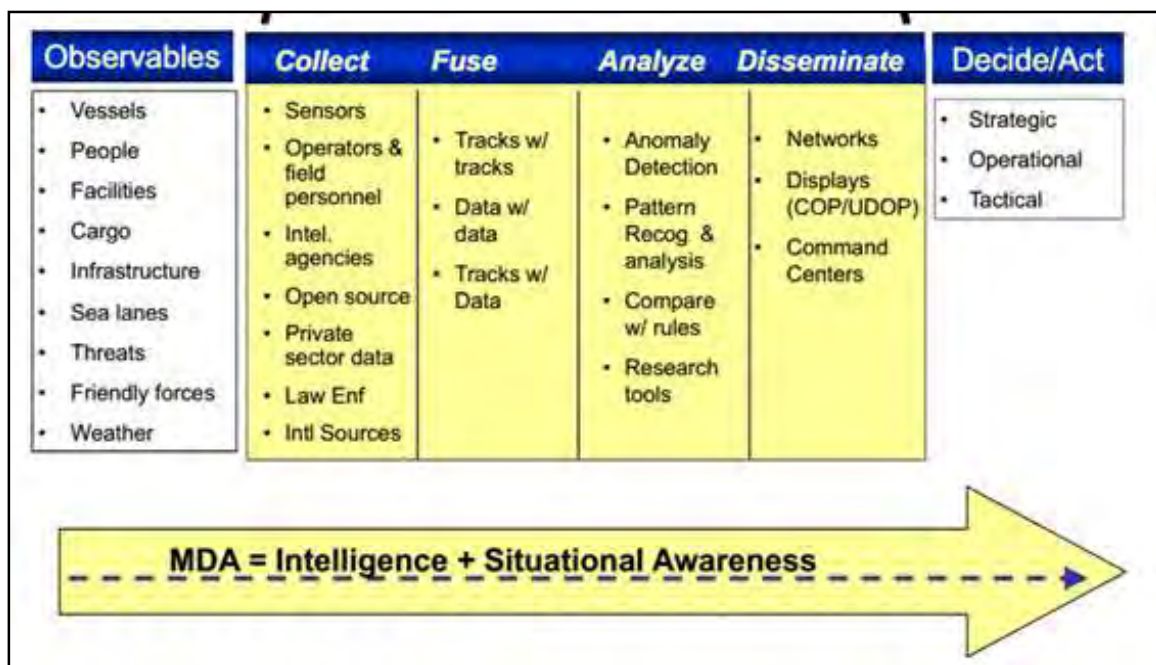 Observables
• Vessels
• People
• Facilities
• Cargo
• Infrastructure
• Sea lanes
• Threats
• Friendly forces
• Weather
Collect
• Sensors
• Operators &
field
personnel
• Intel.
agencies
• Open source
• Private
sector data
• Law Enf
• Intl Sources
Fuse
• Tracks w/
tracks
• Data w/
data
• Tracks w/
Data
Analyze
• Anomaly
Detection
• Pattern
Recog. &
analysis
• Compare
w/ rules
• Research
tools
Disseminate
• Networks
• Displays
(COP/UDOP)
• Command
Centers
Decide/Act
• Strategic
• Operational
• Tactical
MDA = Intelligence + Situational Awareness